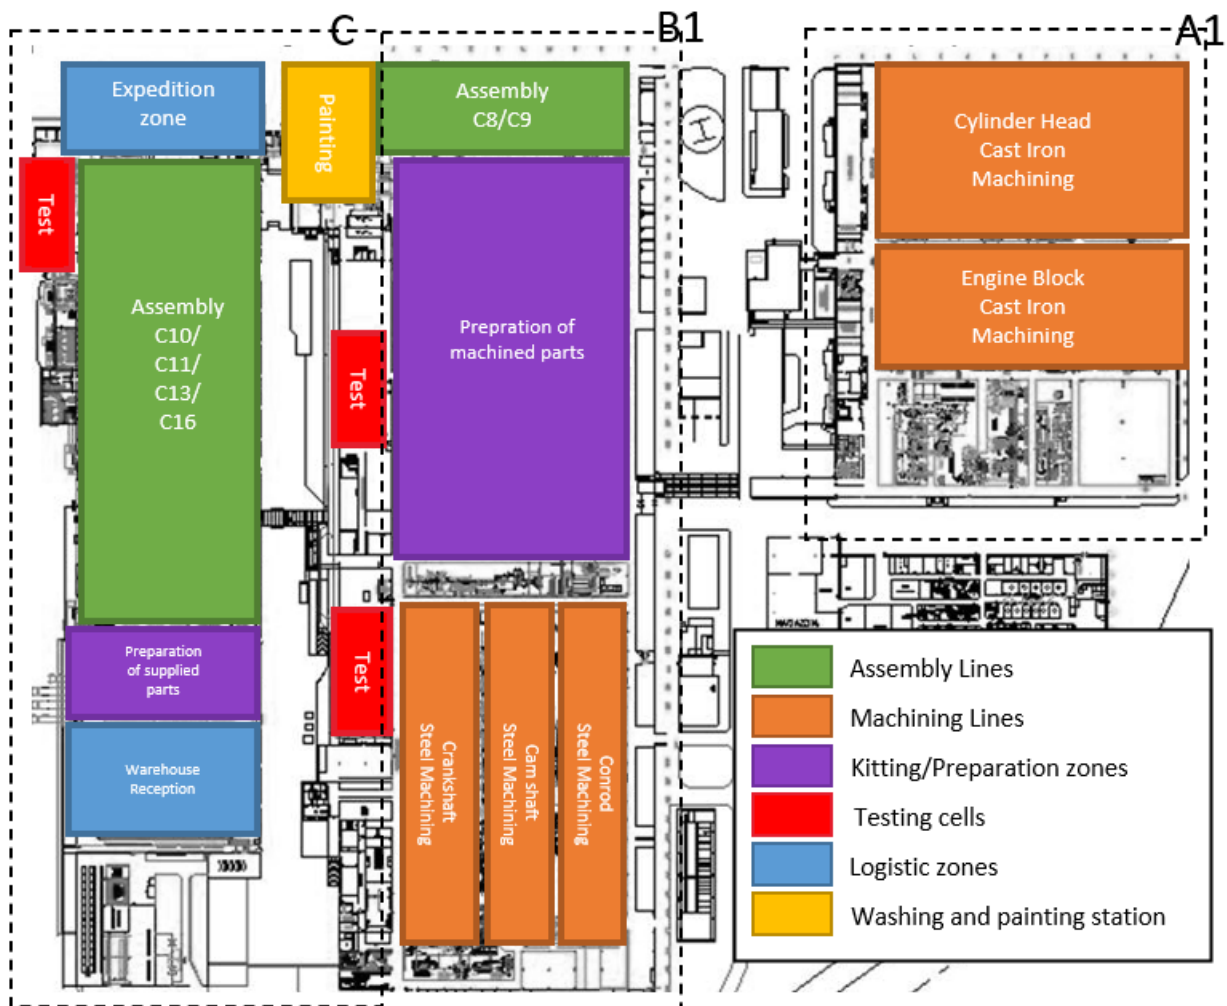 C
B1
A1
Expedition
zone
Painting
Assembly
C8/C9
Cylinder Head
Cast Iron
Machining
Test
Assembly
C10/
C11/
C13/
C16
Prepration of
machined parts
Engine Block
Cast Iron
Machining
H
Test
Test
Preparation
of supplied
parts
Warehouse
Reception
Crankshaft
Steel Machining
Cam shaft
Steel Machining
Conrod
Steel Machining
Assembly Lines
Machining Lines
Kitting/Preparation zones
Testing cells
Logistic zones
Washing and painting station